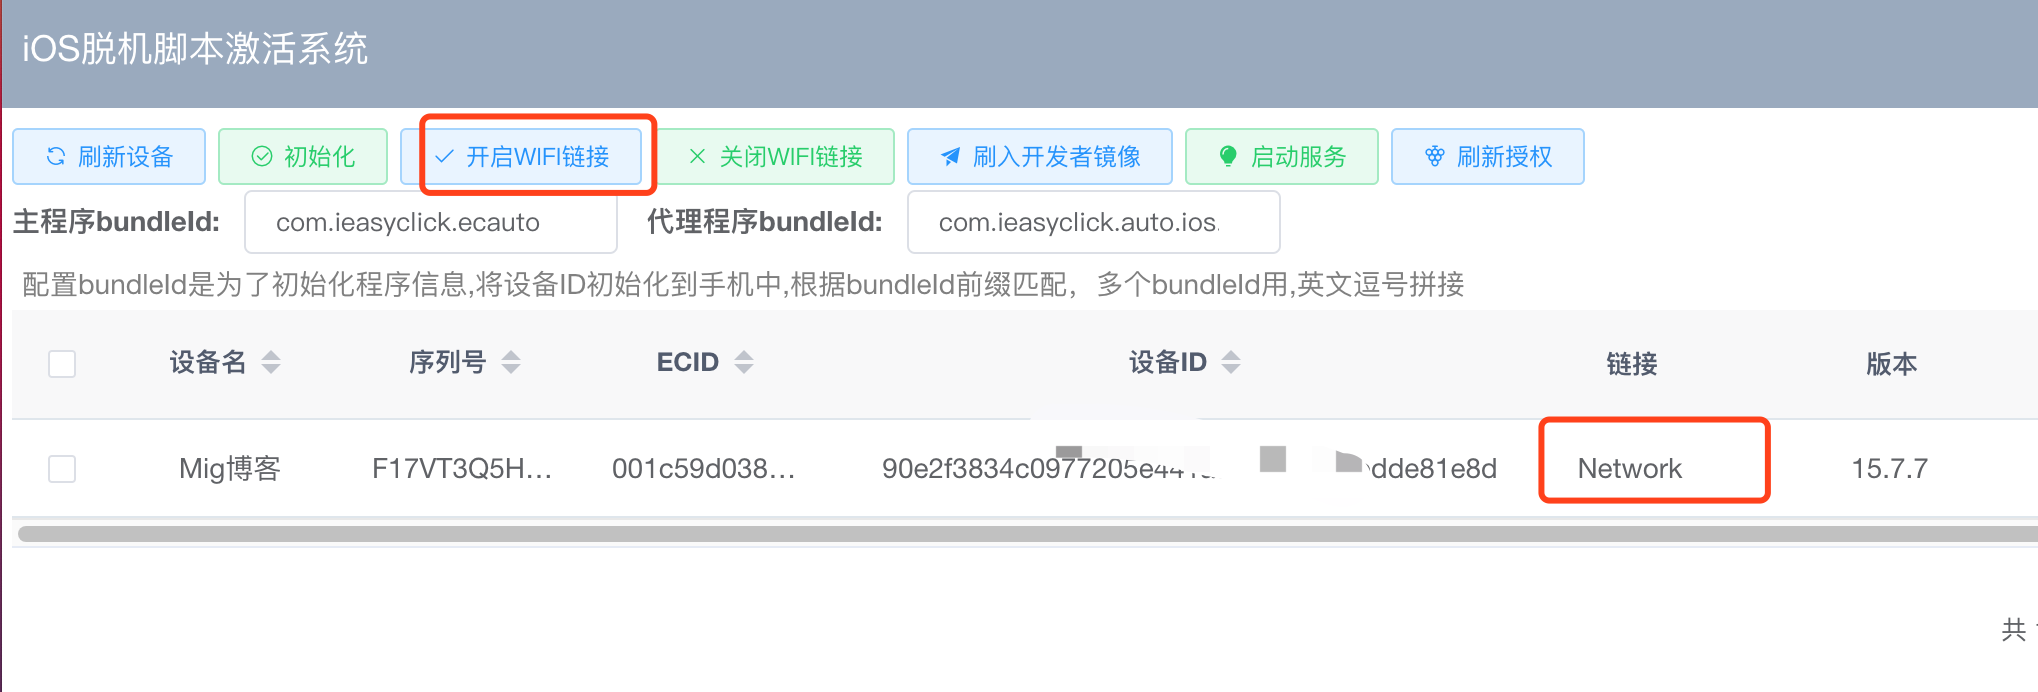 iOS脱机脚本激活系统
刷新设备 初始化 开启WIFI链接 关闭WIFI链接 刷入开发者镜像 启动服务 刷新授权
主程序bundleId: com.ieasyclick.ecauto 代理程序bundleId: com.ieasyclick.auto.ios.
配置bundleId是为了初始化程序信息,将设备ID初始化到手机中,根据bundleId前缀匹配，多个bundleId用,英文逗号拼接
设备名 序列号 ECID 设备ID 链接 版本
Mig博客 F17VT3Q5H... 001c59d038... 90e2f3834c0977205e44 dde81e8d Network 15.7.7
共